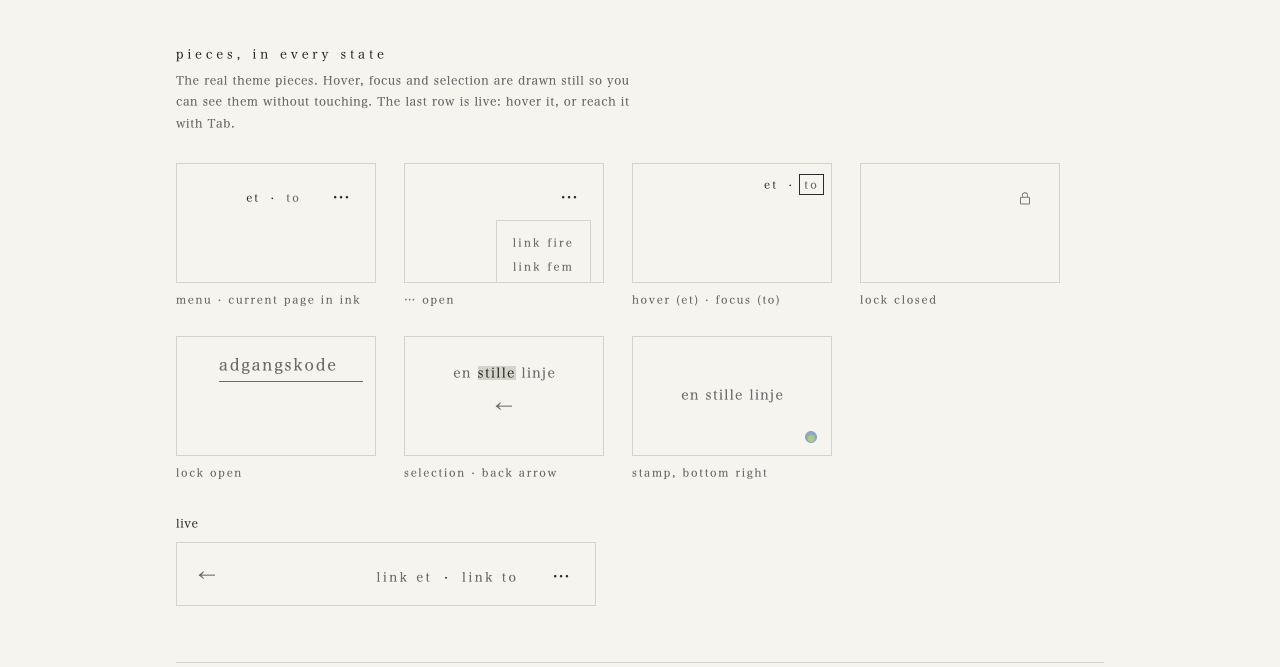 pieces, in every state
The real theme pieces. Hover, focus and selection are drawn still so you
can see them without touching. The last row is live: hover it, or reach it
with Tab.
et · to ···
···
link fire
link fem
et · to
menu · current page in ink
··· open
hover (et) · focus (to)
lock closed
adgangskode
en stille linje
←
en stille linje
lock open
selection · back arrow
stamp, bottom right
live
← link et · link to ···